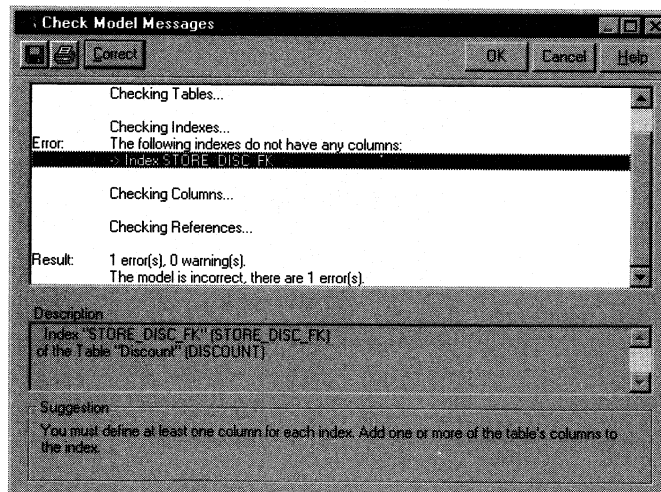 Check Model Messages
Correct
OK Cancel Help
Checking Tables...
Checking Indexes...
Error: The following indexes do not have any columns:
-> Index STORE_DISC_FK
Checking Columns...
Checking References...
Result: 1 error(s), 0 warning(s).
The model is incorrect, there are 1 error(s).
Description
Index "STORE_DISC_FK" (STORE_DISC_FK)
of the Table "Discount" (DISCOUNT)
Suggestion
You must define at least one column for each index. Add one or more of the table's columns to
the index.